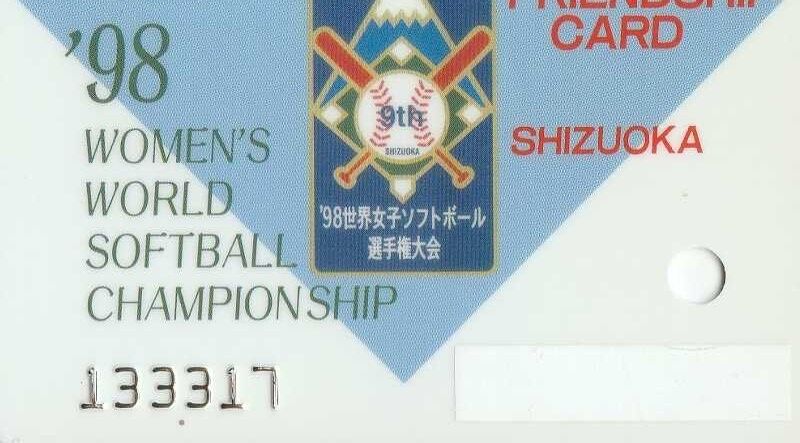 FRIENDSHIP
CARD
SHIZUOKA
'98
WOMEN'S
WORLD
SOFTBALL
CHAMPIONSHIP
9th
SHIZUOKA
'98世界女子ソフトボール
選手権大会
133317